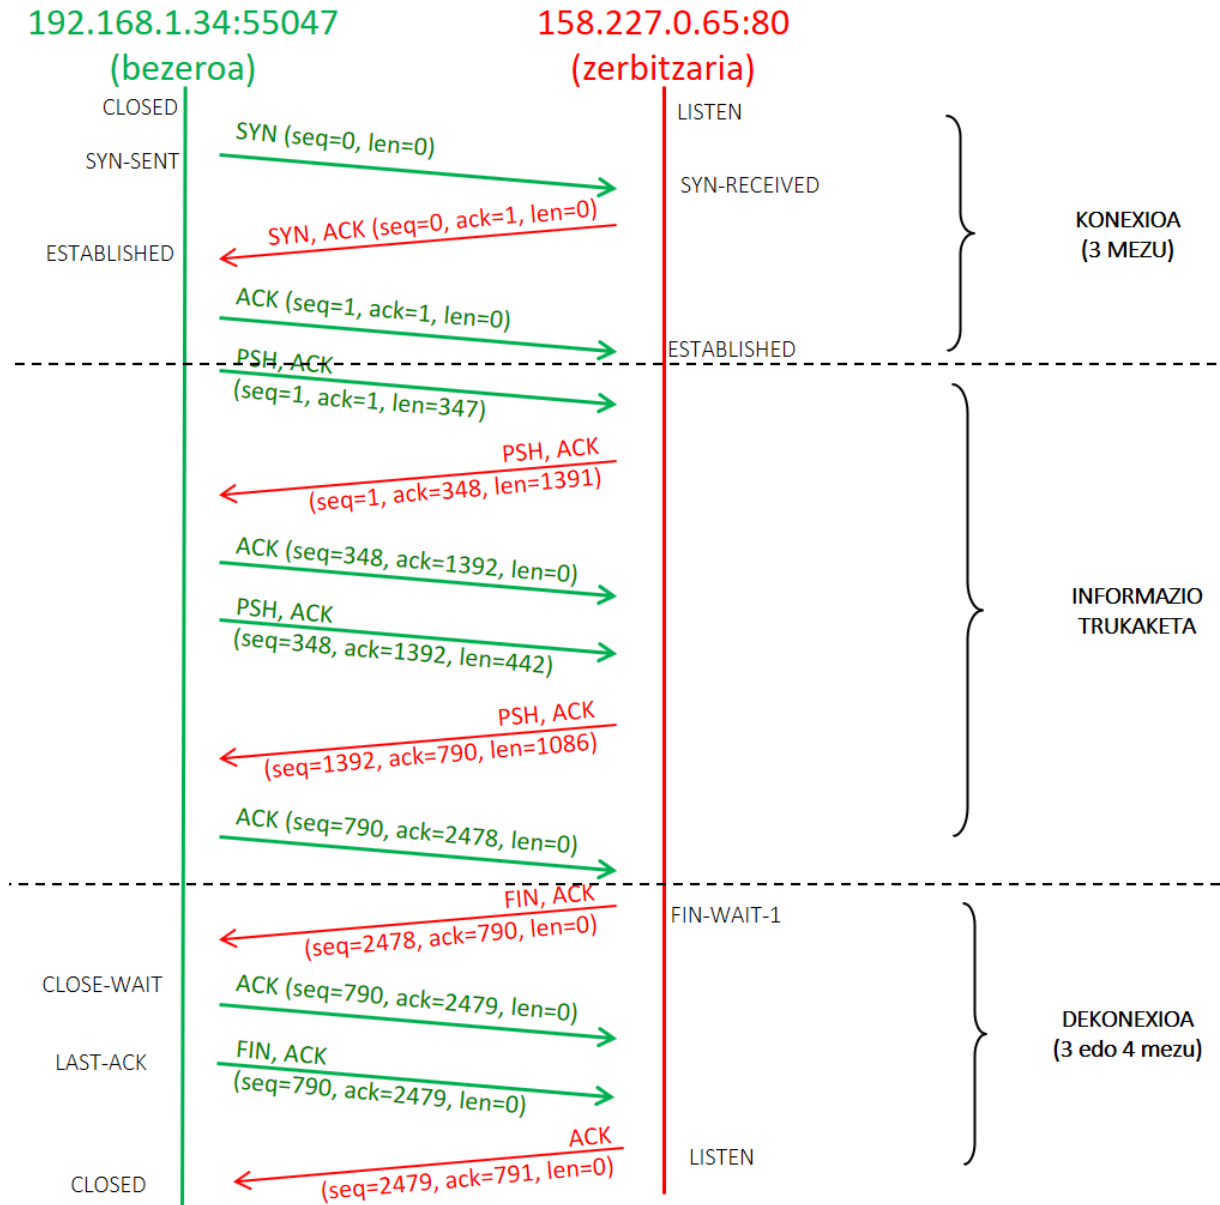 192.168.1.34:55047
(bezeroa)
158.227.0.65:80
(zerbitzaria)
CLOSED
LISTEN
SYN (seq=0, len=0)
SYN-SENT
SYN-RECEIVED
SYN, ACK (seq=0, ack=1, len=0)
ESTABLISHED
KONEXIOA
(3 MEZU)
ACK (seq=1, ack=1, len=0)
ESTABLISHED
PSH, ACK
(seq=1, ack=1, len=347)
PSH, ACK
(seq=1, ack=348, len=1391)
ACK (seq=348, ack=1392, len=0)
PSH, ACK
(seq=348, ack=1392, len=442)
INFORMAZIO
TRUKAKETA
PSH, ACK
(seq=1392, ack=790, len=1086)
ACK (seq=790, ack=2478, len=0)
FIN, ACK
(seq=2478, ack=790, len=0)
FIN-WAIT-1
CLOSE-WAIT
ACK (seq=790, ack=2479, len=0)
DEKONEXIOA
(3 edo 4 mezu)
LAST-ACK
FIN, ACK
(seq=790, ack=2479, len=0)
ACK
(seq=2479, ack=791, len=0)
LISTEN
CLOSED